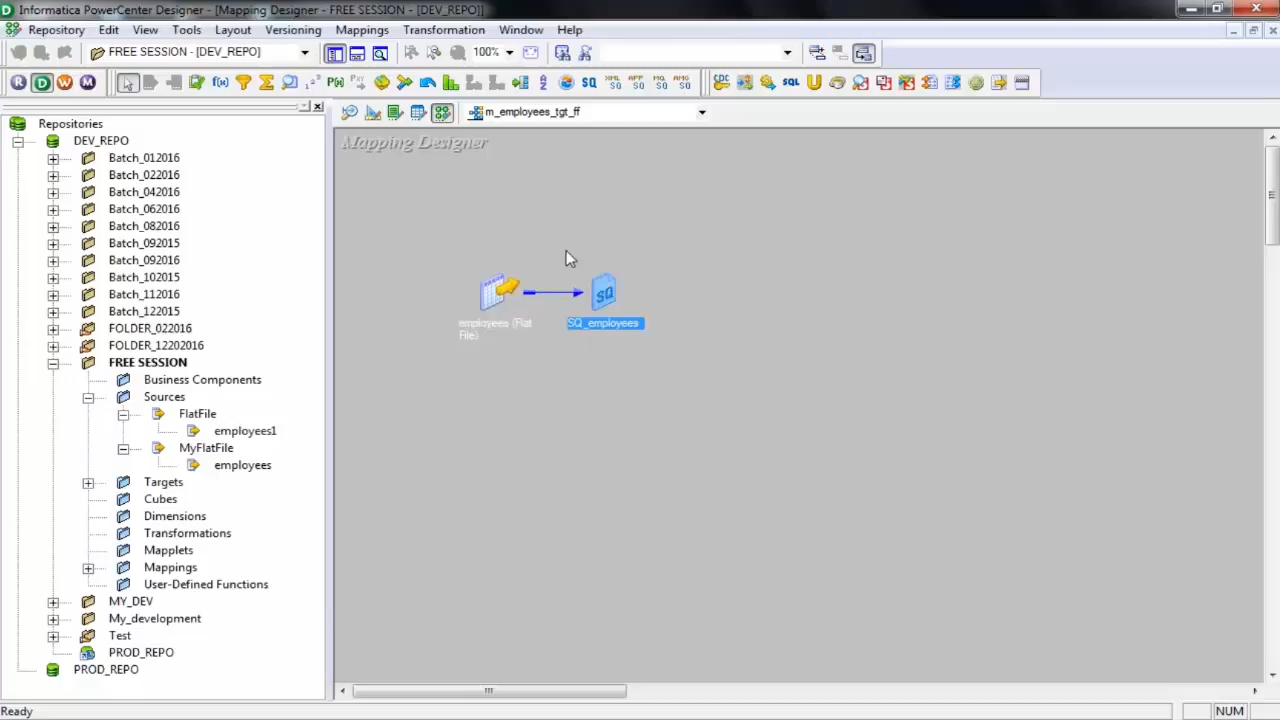 Informatica PowerCenter Designer - [Mapping Designer - FREE SESSION - [DEV_REPO]]
Repository Edit View Tools Layout Versioning Mappings Transformation Window Help
FREE SESSION - [DEV_REPO]
100%
m_employees_tgt_ff
Mapping Designer
Repositories
DEV_REPO
Batch_012016
Batch_022016
Batch_042016
Batch_062016
Batch_082016
Batch_092015
Batch_092016
Batch_102015
Batch_112016
Batch_122015
FOLDER_022016
FOLDER_12202016
FREE SESSION
Business Components
Sources
FlatFile
employees1
MyFlatFile
employees
Targets
Cubes
Dimensions
Transformations
Mapplets
Mappings
User-Defined Functions
MY_DEV
My_development
Test
PROD_REPO
PROD_REPO
employees (Flat
File)
SQ
SQ_employees
Ready
NUM